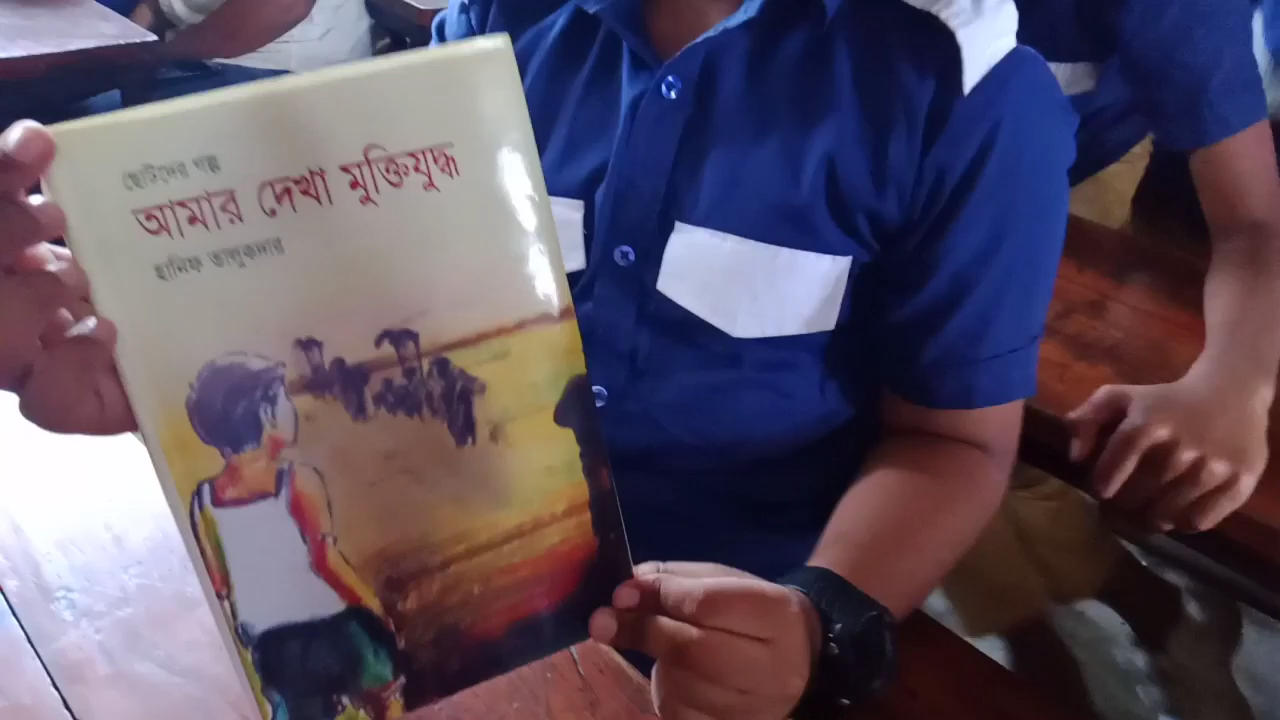 ছোটদের গল্প
আমার দেখা মুক্তিযুদ্ধ
হানিফ তালুকদার